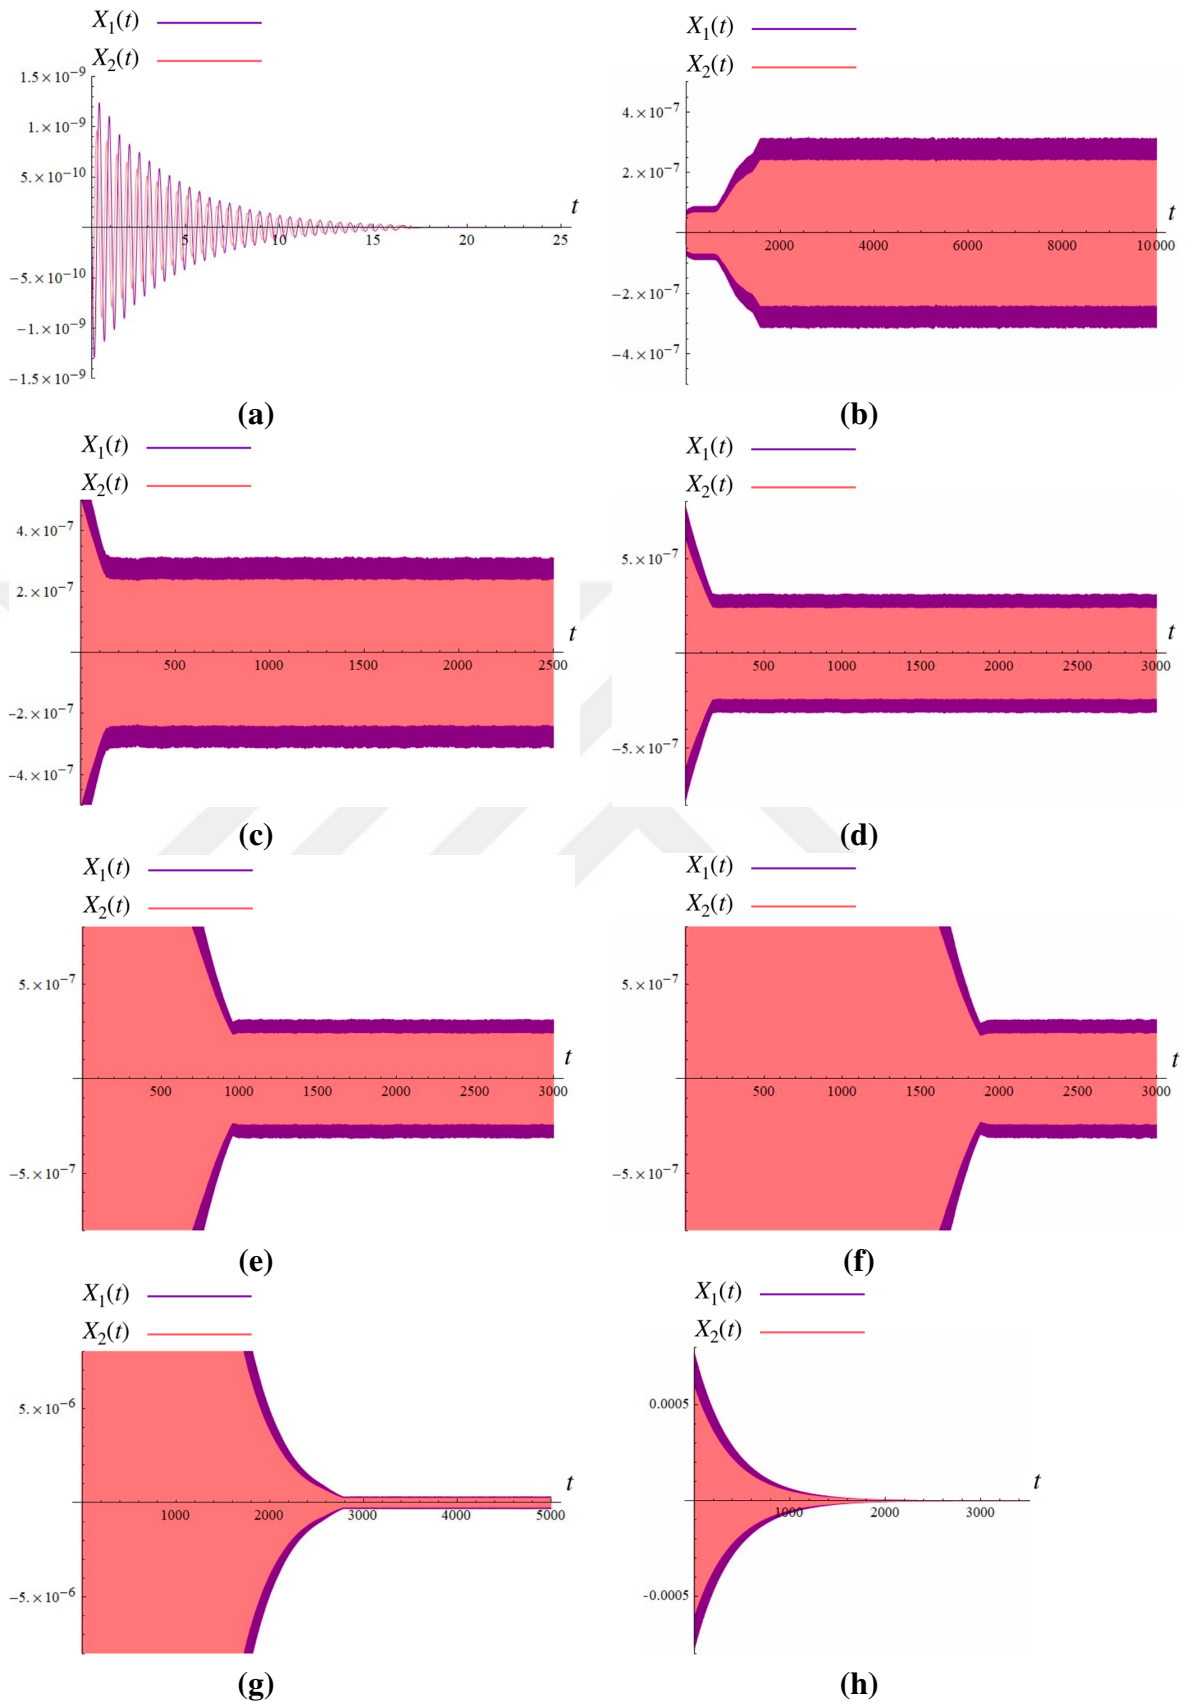 X₁(t)
X₂(t)
1.5×10⁻⁹
1.×10⁻⁹
5.×10⁻¹⁰
t
5 10 15 20 25
−5.×10⁻¹⁰
−1.×10⁻⁹
−1.5×10⁻⁹
(a)
X₁(t)
X₂(t)
4.×10⁻⁷
2.×10⁻⁷
t
2000 4000 6000 8000 10000
−2.×10⁻⁷
−4.×10⁻⁷
(b)
X₁(t)
X₂(t)
4.×10⁻⁷
2.×10⁻⁷
t
500 1000 1500 2000 2500
−2.×10⁻⁷
−4.×10⁻⁷
(c)
X₁(t)
X₂(t)
5.×10⁻⁷
t
500 1000 1500 2000 2500 3000
−5.×10⁻⁷
(d)
X₁(t)
X₂(t)
5.×10⁻⁷
t
500 1000 1500 2000 2500 3000
−5.×10⁻⁷
(e)
X₁(t)
X₂(t)
5.×10⁻⁷
t
500 1000 1500 2000 2500 3000
−5.×10⁻⁷
(f)
X₁(t)
X₂(t)
5.×10⁻⁶
t
1000 2000 3000 4000 5000
−5.×10⁻⁶
(g)
X₁(t)
X₂(t)
0.0005
t
1000 2000 3000
-0.0005
(h)